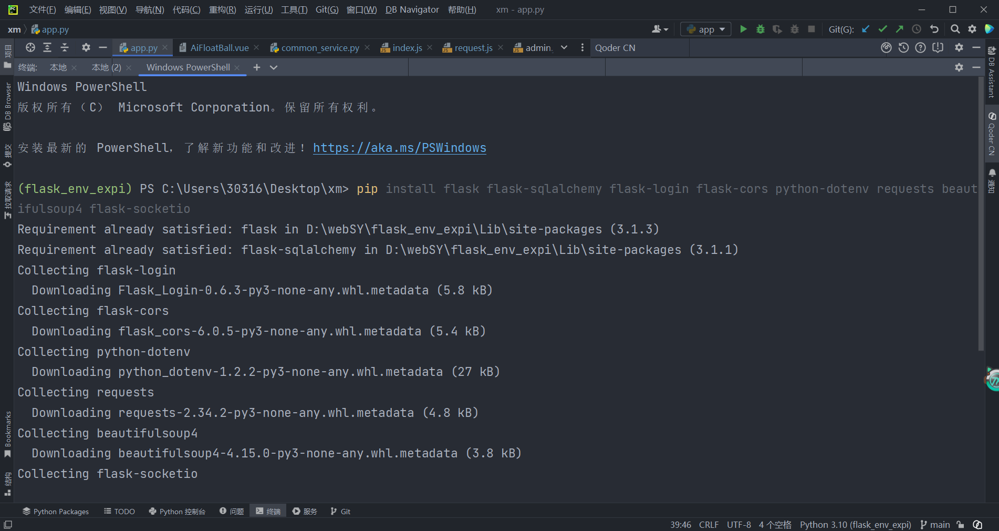 文件(F) 编辑(E) 视图(V) 导航(N) 代码(C) 重构(R) 运行(U) 工具(T) Git(G) 窗口(W) DB Navigator 帮助(H) xm - app.py
xm app.py app Git(G):
app.py AiFloatBall.vue common_service.py index.js request.js admin. Qoder CN
终端: 本地 本地 (2) Windows PowerShell
Windows PowerShell
版权所有（C） Microsoft Corporation。保留所有权利。
安装最新的 PowerShell，了解新功能和改进！https://aka.ms/PSWindows
(flask_env_expi) PS C:\Users\30316\Desktop\xm> pip install flask flask-sqlalchemy flask-login flask-cors python-dotenv requests beaut
ifulsoup4 flask-socketio
Requirement already satisfied: flask in D:\webSY\flask_env_expi\Lib\site-packages (3.1.3)
Requirement already satisfied: flask-sqlalchemy in D:\webSY\flask_env_expi\Lib\site-packages (3.1.1)
Collecting flask-login
Downloading Flask_Login-0.6.3-py3-none-any.whl.metadata (5.8 kB)
Collecting flask-cors
Downloading flask_cors-6.0.5-py3-none-any.whl.metadata (5.4 kB)
Collecting python-dotenv
Downloading python_dotenv-1.2.2-py3-none-any.whl.metadata (27 kB)
Collecting requests
Downloading requests-2.34.2-py3-none-any.whl.metadata (4.8 kB)
Collecting beautifulsoup4
Downloading beautifulsoup4-4.15.0-py3-none-any.whl.metadata (3.8 kB)
Collecting flask-socketio
项目
DB Browser
提交
拉取请求
Bookmarks
结构
DB Assistant
Qoder CN
通知
Python Packages TODO Python 控制台 问题 终端 服务 Git
39:46 CRLF UTF-8 4 个空格 Python 3.10 (flask_env_expi) main